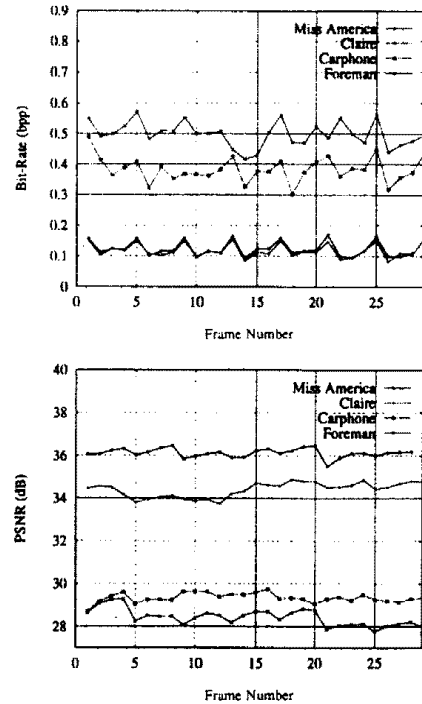 Miss America
Claire
Carphone
Foreman
Bit-Rate (bpp)
0.9
0.8
0.7
0.6
0.5
0.4
0.3
0.2
0.1
0
0 5 10 15 20 25
Frame Number
Miss America
Claire
Carphone
Foreman
PSNR (dB)
40
38
36
34
32
30
28
26
0 5 10 15 20 25
Frame Number